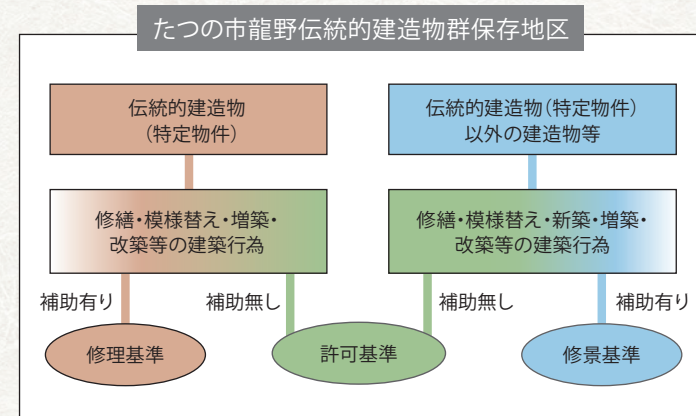 たつの市龍野伝統的建造物群保存地区
伝統的建造物
（特定物件）
伝統的建造物（特定物件）
以外の建造物等
修繕・模様替え・増築・
改築等の建築行為
修繕・模様替え・新築・増築・
改築等の建築行為
補助有り
補助無し
補助無し
補助有り
修理基準
許可基準
修景基準